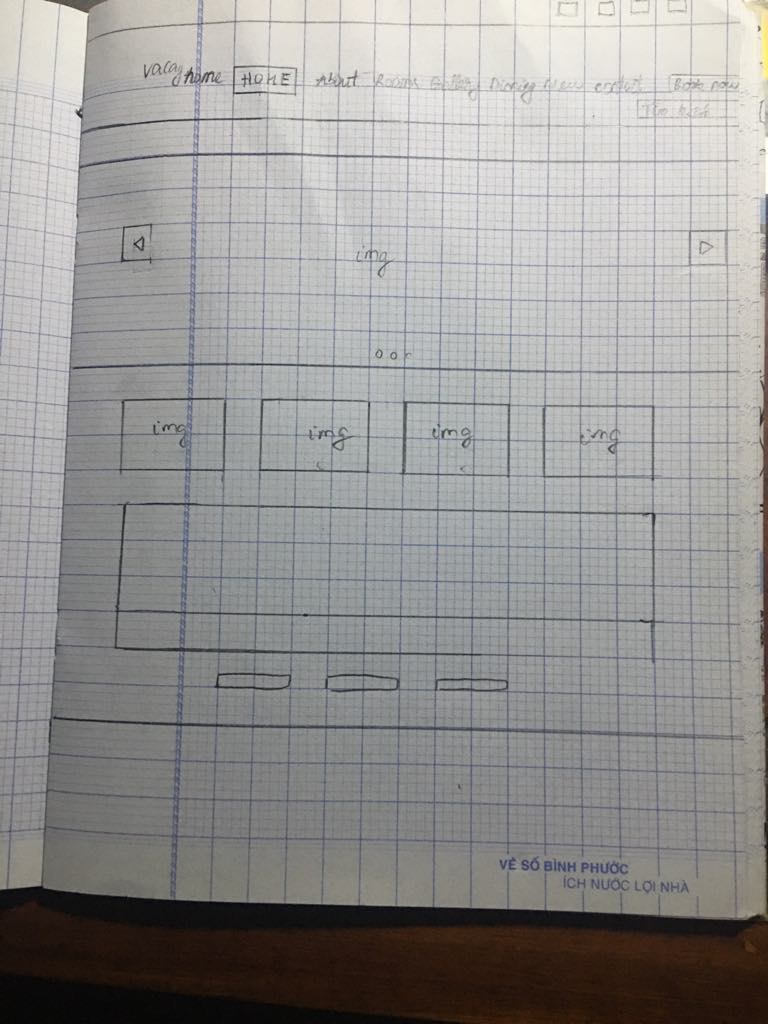 vacay home HOME About Rooms Gallery Dinning News contact Book now
Tìm kiếm
img
img img img img
VÉ SỐ BÌNH PHƯỚC
ÍCH NƯỚC LỢI NHÀ